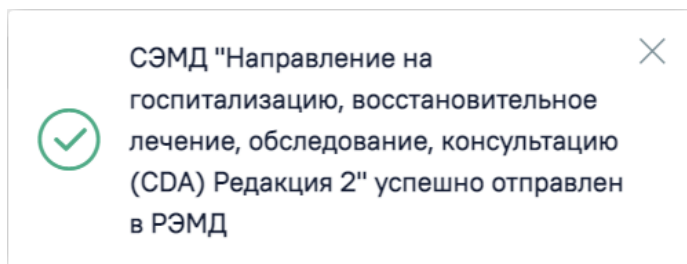 СЭМД "Направление на
госпитализацию, восстановительное
лечение, обследование, консультацию
(CDA) Редакция 2" успешно отправлен
в РЭМД